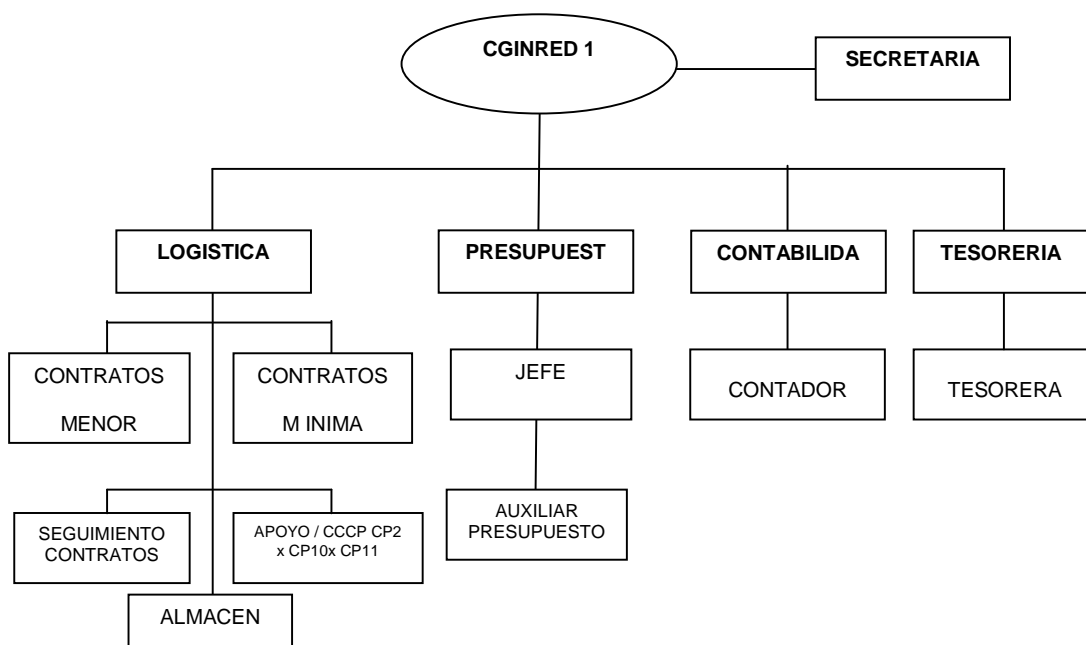 CGINRED 1
SECRETARIA
LOGISTICA
PRESUPUEST
CONTABILIDA
TESORERIA
CONTRATOS
MENOR
CONTRATOS
M INIMA
JEFE
CONTADOR
TESORERA
SEGUIMIENTO
CONTRATOS
APOYO / CCCP CP2
x CP10x CP11
AUXILIAR
PRESUPUESTO
ALMACEN